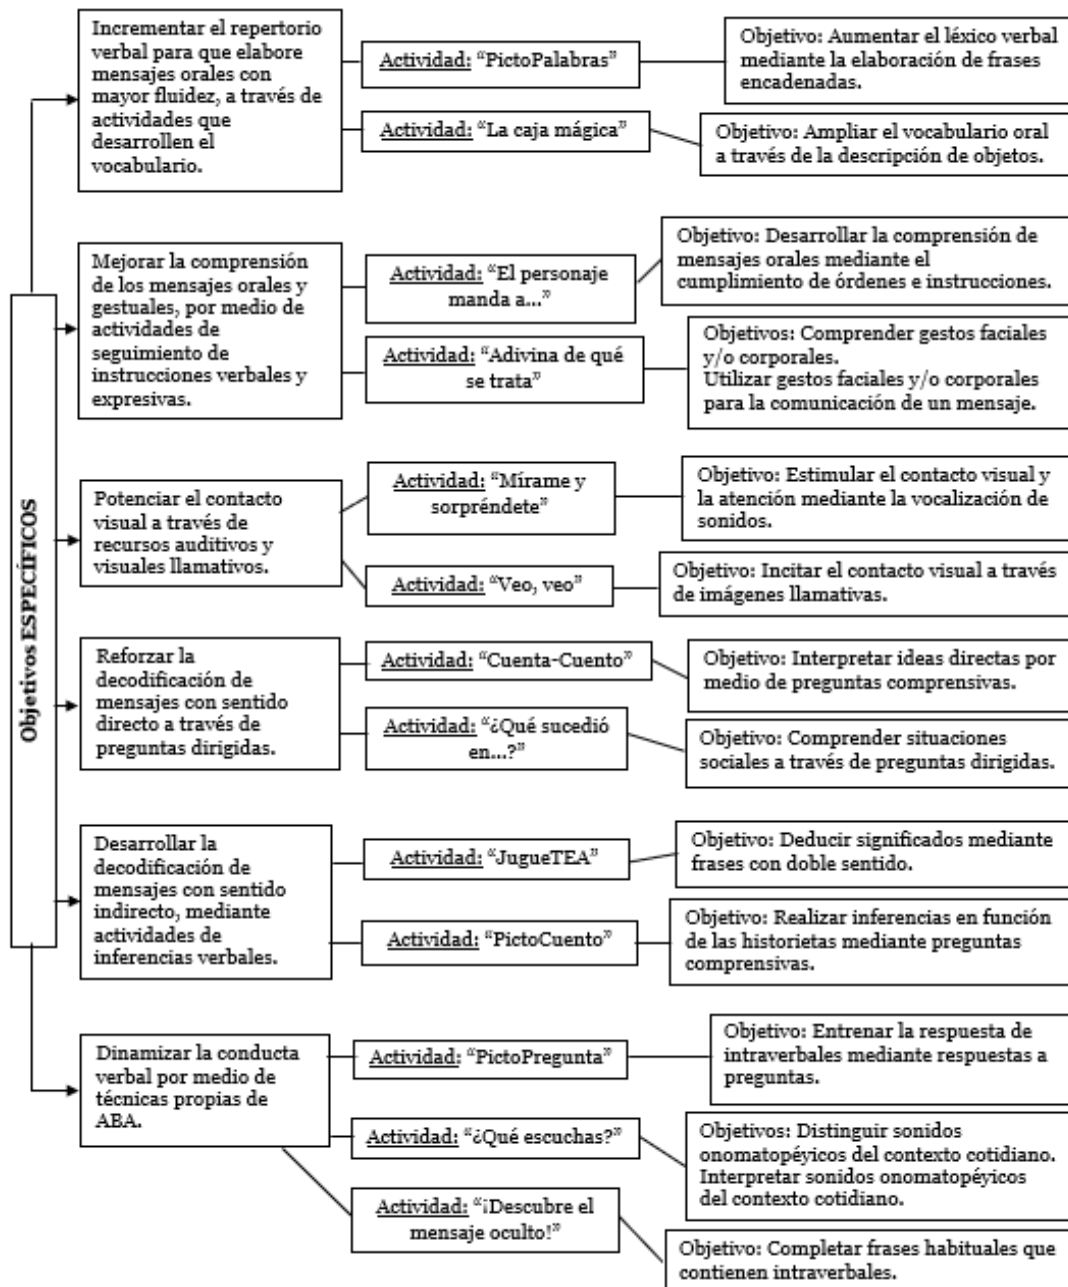 Objetivos ESPECÍFICOS
Incrementar el repertorio
verbal para que elabore
mensajes orales con
mayor fluidez, a través de
actividades que
desarrollen el
vocabulario.
Actividad: “PictoPalabras”
Objetivo: Aumentar el léxico verbal
mediante la elaboración de frases
encadenadas.
Actividad: “La caja mágica”
Objetivo: Ampliar el vocabulario oral
a través de la descripción de objetos.
Mejorar la comprensión
de los mensajes orales y
gestuales, por medio de
actividades de
seguimiento de
instrucciones verbales y
expresivas.
Actividad: “El personaje
manda a...”
Objetivo: Desarrollar la comprensión de
mensajes orales mediante el
cumplimiento de órdenes e instrucciones.
Actividad: “Adivina de qué
se trata”
Objetivos: Comprender gestos faciales
y/o corporales.
Utilizar gestos faciales y/o corporales
para la comunicación de un mensaje.
Potenciar el contacto
visual a través de
recursos auditivos y
visuales llamativos.
Actividad: “Mírame y
sorpréndete”
Objetivo: Estimular el contacto visual y
la atención mediante la vocalización de
sonidos.
Actividad: “Veo, veo”
Objetivo: Incitar el contacto visual a través
de imágenes llamativas.
Reforzar la
decodificación de
mensajes con sentido
directo a través de
preguntas dirigidas.
Actividad: “Cuenta-Cuento”
Objetivo: Interpretar ideas directas por
medio de preguntas comprensivas.
Actividad: “¿Qué sucedió
en...?”
Objetivo: Comprender situaciones
sociales a través de preguntas dirigidas.
Desarrollar la
decodificación de
mensajes con sentido
indirecto, mediante
actividades de
inferencias verbales.
Actividad: “JugueTEA”
Objetivo: Deducir significados mediante
frases con doble sentido.
Actividad: “PictoCuento”
Objetivo: Realizar inferencias en función
de las historietas mediante preguntas
comprensivas.
Dinamizar la conducta
verbal por medio de
técnicas propias de
ABA.
Actividad: “PictoPregunta”
Objetivo: Entrenar la respuesta de
intraverbales mediante respuestas a
preguntas.
Actividad: “¿Qué escuchas?”
Objetivos: Distinguir sonidos
onomatopéyicos del contexto cotidiano.
Interpretar sonidos onomatopéyicos
del contexto cotidiano.
Actividad: “¡Descubre el
mensaje oculto!”
Objetivo: Completar frases habituales que
contienen intraverbales.